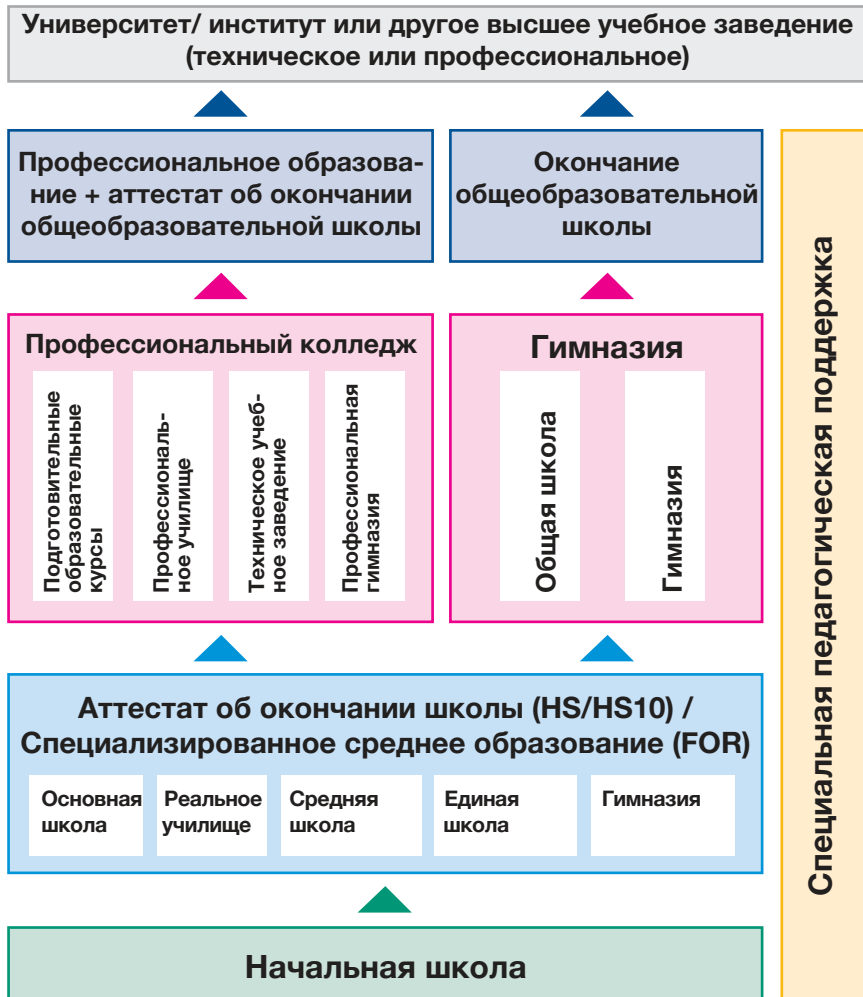 Университет/ институт или другое высшее учебное заведение
(техническое или профессиональное)
Профессиональное образова-
ние + аттестат об окончании
общеобразовательной школы
Окончание
общеобразовательной
школы
Профессиональный колледж
Подготовительные
образовательные
курсы
Профессиональ-
ное училище
Техническое учеб-
ное заведение
Профессиональная
гимназия
Гимназия
Общая школа
Гимназия
Аттестат об окончании школы (HS/HS10) /
Специализированное среднее образование (FOR)
Основная
школа
Реальное
училище
Средняя
школа
Единая
школа
Гимназия
Начальная школа
Специальная педагогическая поддержка